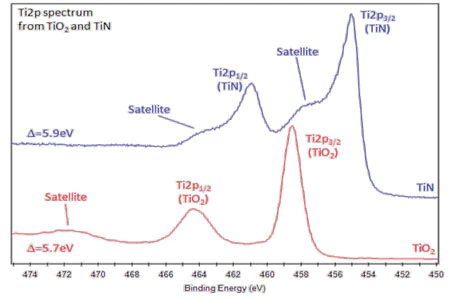 Ti2p spectrum
from TiO₂ and TiN
Ti2p₃/₂
(TiN)
Ti2p₁/₂
(TiN)
Satellite
Satellite
Δ=5.9eV
TiN
Ti2p₃/₂
(TiO₂)
Ti2p₁/₂
(TiO₂)
Satellite
Δ=5.7eV
TiO₂
474 472 470 468 466 464 462 460 458 456 454 452 450
Binding Energy (eV)